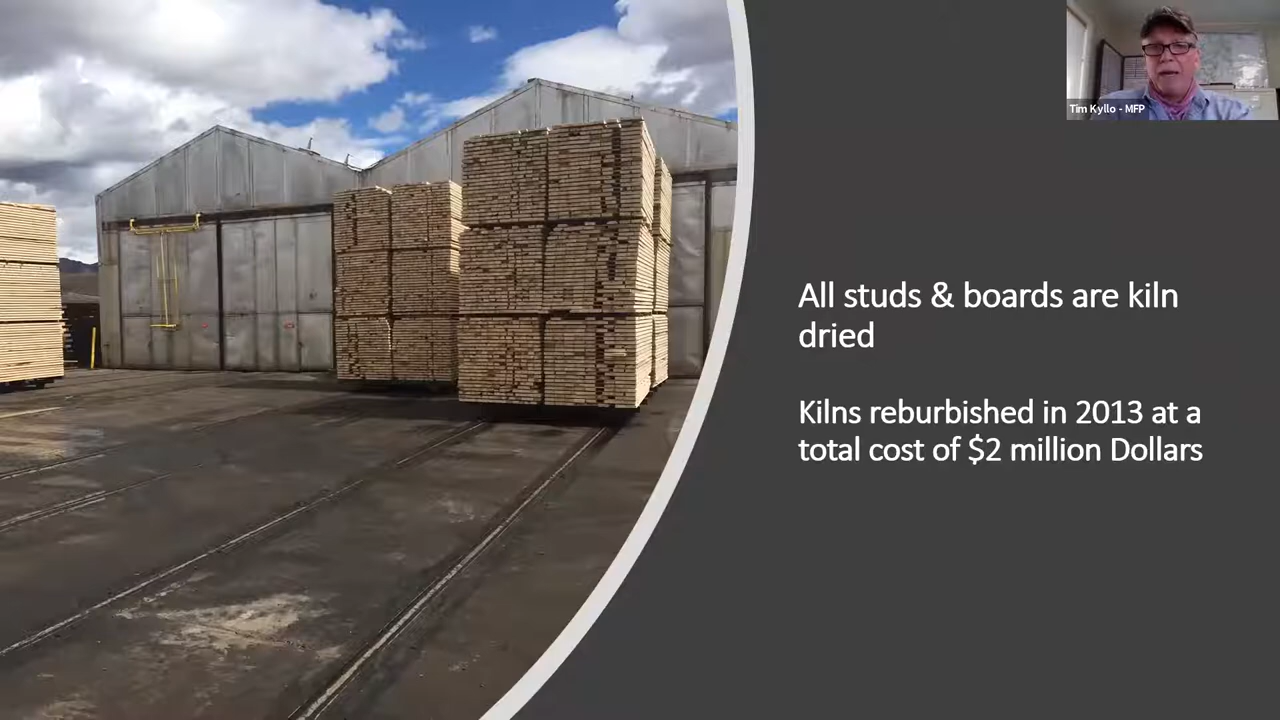 Tim Kyllo - MFP
All studs & boards are kiln
dried
Kilns reburbished in 2013 at a
total cost of $2 million Dollars